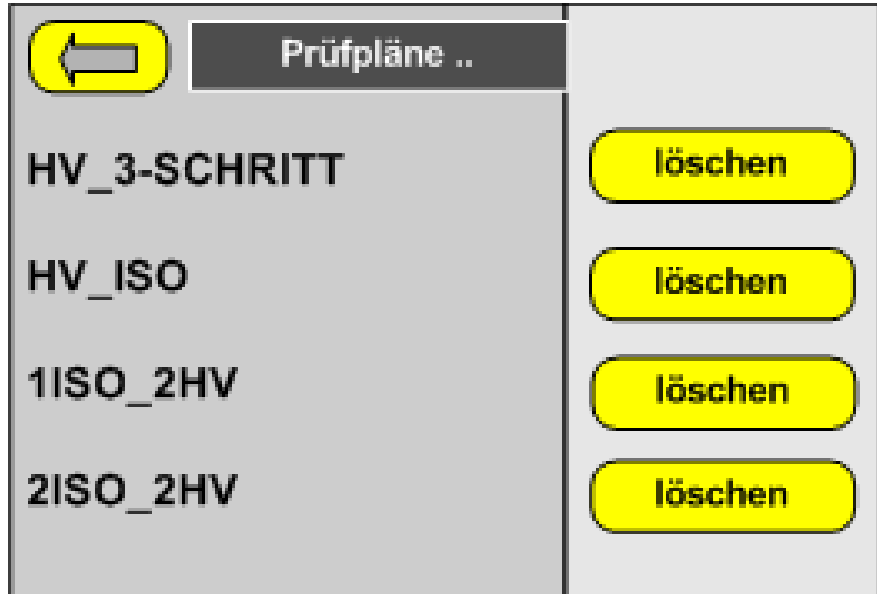 Prüfpläne ..
HV_3-SCHRITT löschen
HV_ISO löschen
1ISO_2HV löschen
2ISO_2HV löschen